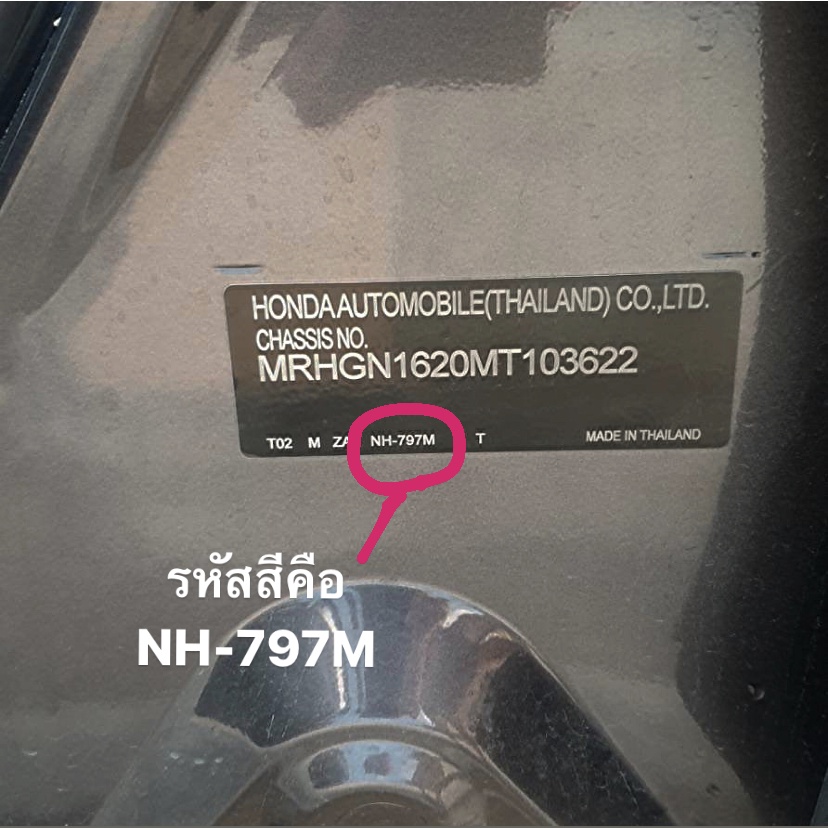 HONDA AUTOMOBILE(THAILAND) CO.,LTD.
CHASSIS NO.
MRHGN1620MT103622
T02 M ZA NH-797M T MADE IN THAILAND
รหัสสีคือ
NH-797M